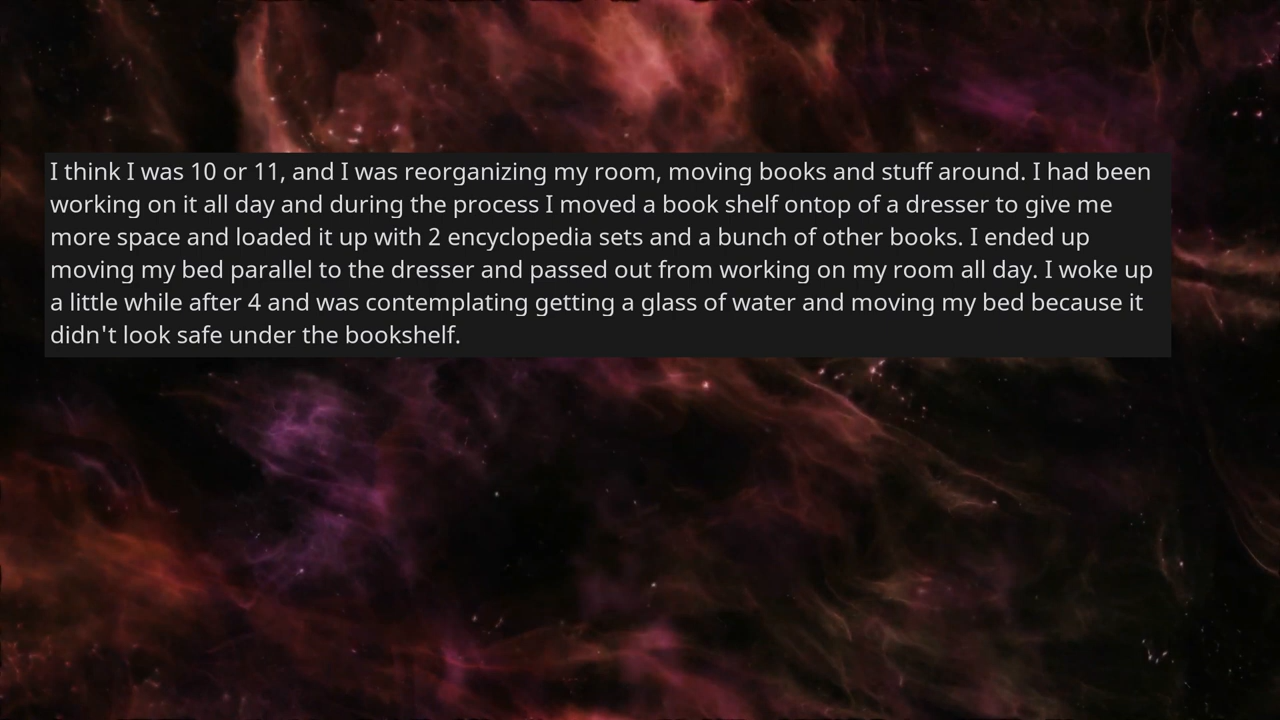 I think I was 10 or 11, and I was reorganizing my room, moving books and stuff around. I had been
working on it all day and during the process I moved a book shelf ontop of a dresser to give me
more space and loaded it up with 2 encyclopedia sets and a bunch of other books. I ended up
moving my bed parallel to the dresser and passed out from working on my room all day. I woke up
a little while after 4 and was contemplating getting a glass of water and moving my bed because it
didn't look safe under the bookshelf.